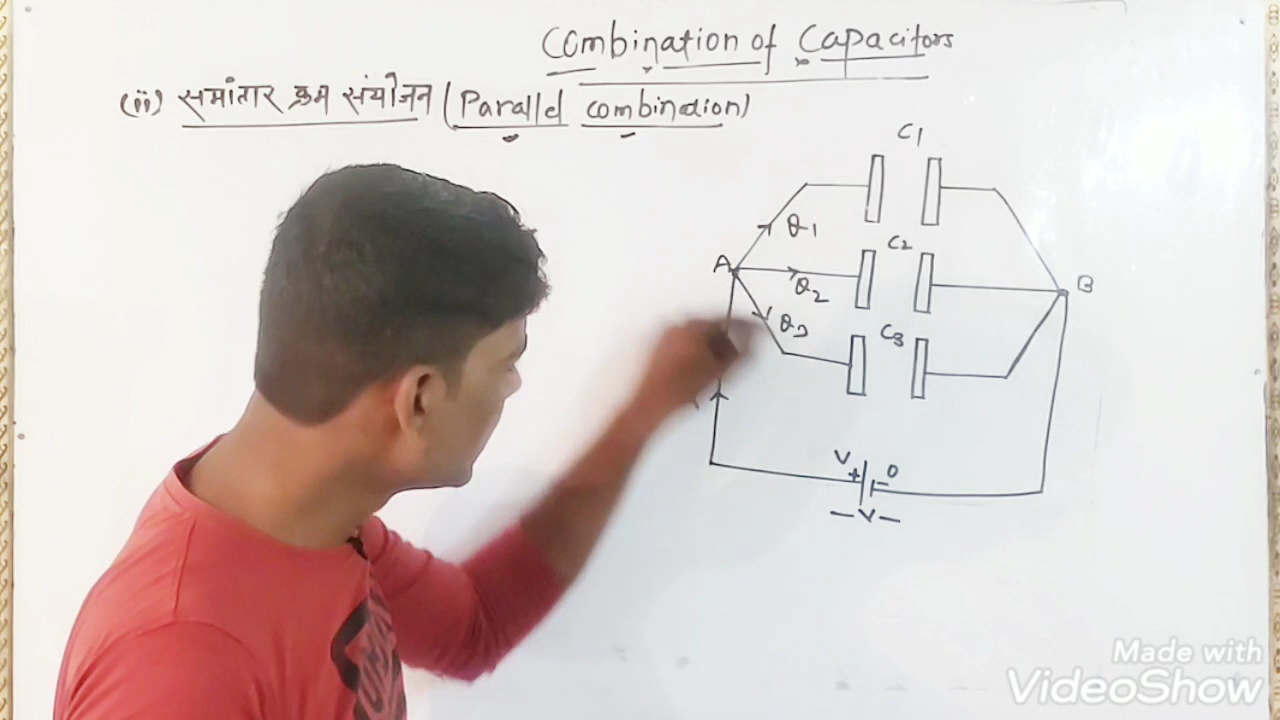 Combination of Capacitors
(ii) समांतार क्रम संयोजन (Parallel combination)
C1
Q1
C2
A
B
Q2
Q3
C3
V
+
0
-
- V -
Made with
VideoShow